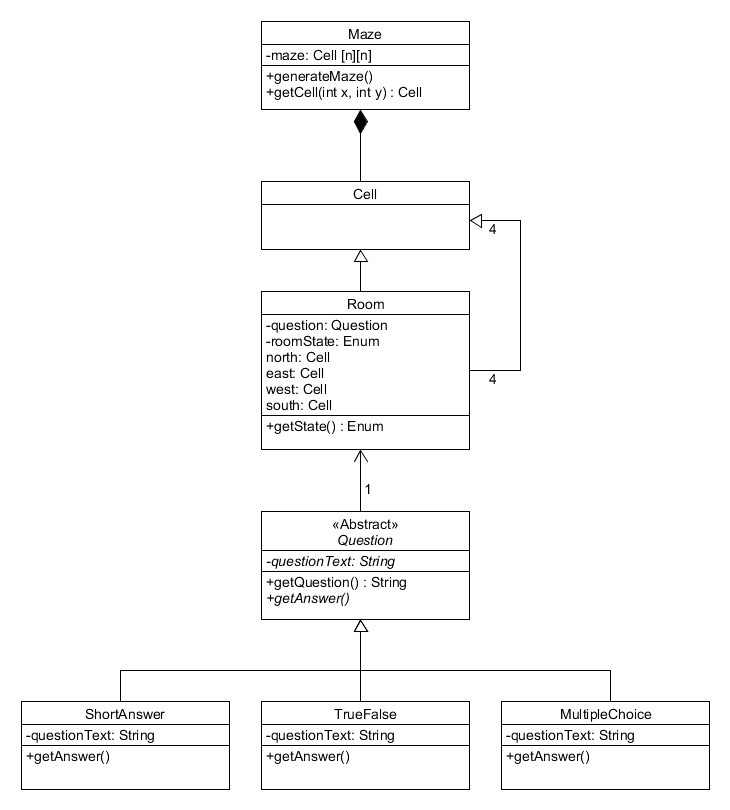 Maze
-maze: Cell [n][n]
+generateMaze()
+getCell(int x, int y) : Cell
Cell
4
Room
-question: Question
-roomState: Enum
north: Cell
east: Cell
west: Cell
south: Cell
4
+getState() : Enum
1
«Abstract»
Question
-questionText: String
+getQuestion() : String
+getAnswer()
ShortAnswer
-questionText: String
+getAnswer()
TrueFalse
-questionText: String
+getAnswer()
MultipleChoice
-questionText: String
+getAnswer()